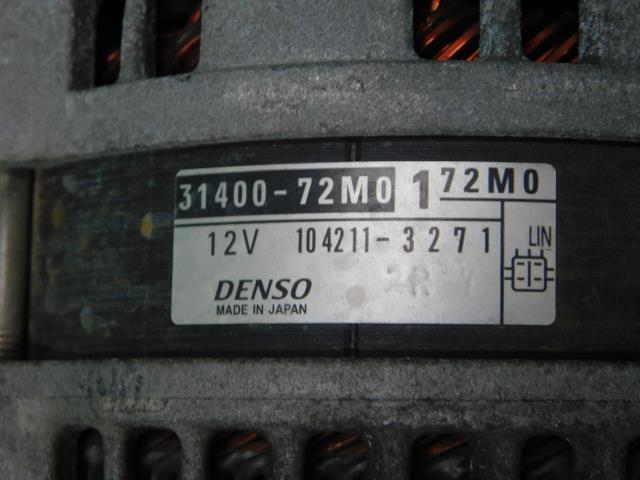 31400-72M0 1 72M0
12V 104211-3271
LIN
DENSO
MADE IN JAPAN